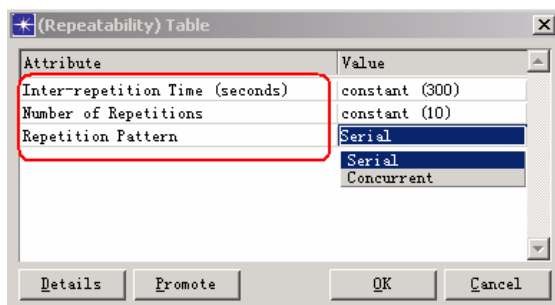 (Repeatability) Table
Attribute Value
Inter-repetition Time (seconds) constant (300)
Number of Repetitions constant (10)
Repetition Pattern Serial
Serial
Concurrent
Details Promote OK Cancel